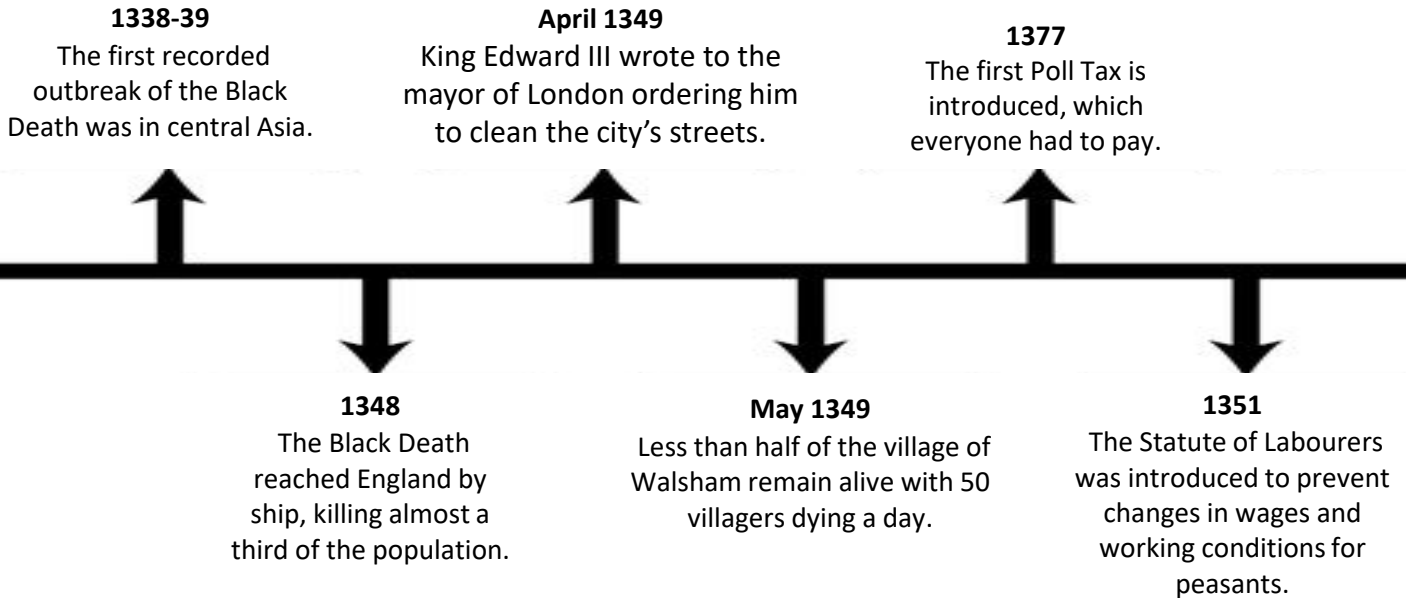 1338-39
The first recorded
outbreak of the Black
Death was in central Asia.
April 1349
King Edward III wrote to the
mayor of London ordering him
to clean the city’s streets.
1377
The first Poll Tax is
introduced, which
everyone had to pay.
1348
The Black Death
reached England by
ship, killing almost a
third of the population.
May 1349
Less than half of the village of
Walsham remain alive with 50
villagers dying a day.
1351
The Statute of Labourers
was introduced to prevent
changes in wages and
working conditions for
peasants.